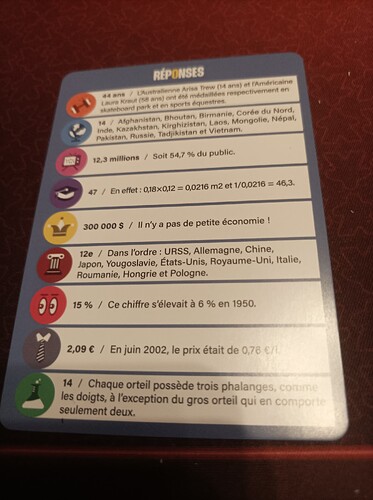 RÉPONSES
44 ans / L'Australienne Arisa Trew (14 ans) et l'Américaine
Laura Kraut (58 ans) ont été médaillées respectivement en
skateboard park et en sports équestres.
14 / Afghanistan, Bhoutan, Birmanie, Corée du Nord,
Inde, Kazakhstan, Kirghizistan, Laos, Mongolie, Népal,
Pakistan, Russie, Tadjikistan et Vietnam.
12,3 millions / Soit 54,7 % du public.
47 / En effet : 0,18×0,12 = 0,0216 m2 et 1/0,0216 = 46,3.
300 000 $ / Il n'y a pas de petite économie !
12e / Dans l'ordre : URSS, Allemagne, Chine,
Japon, Yougoslavie, États-Unis, Royaume-Uni, Italie,
Roumanie, Hongrie et Pologne.
15 % / Ce chiffre s'élevait à 6 % en 1950.
2,09 € / En juin 2002, le prix était de 0,76 €/l.
14 / Chaque orteil possède trois phalanges, comme
les doigts, à l'exception du gros orteil qui en comporte
seulement deux.